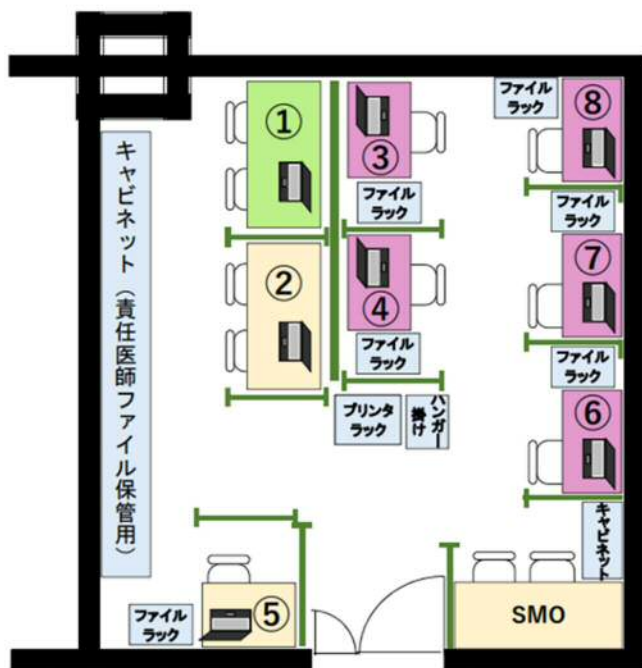 ①
③
ファイル
ラック
⑧
ファイル
ラック
キャビネット（責任医師ファイル保管用）
ファイル
ラック
②
④
⑦
ファイル
ラック
ファイル
ラック
プリンタ
ラック
ハンガー
掛け
⑥
キャビネット
⑤
ファイル
ラック
SMO